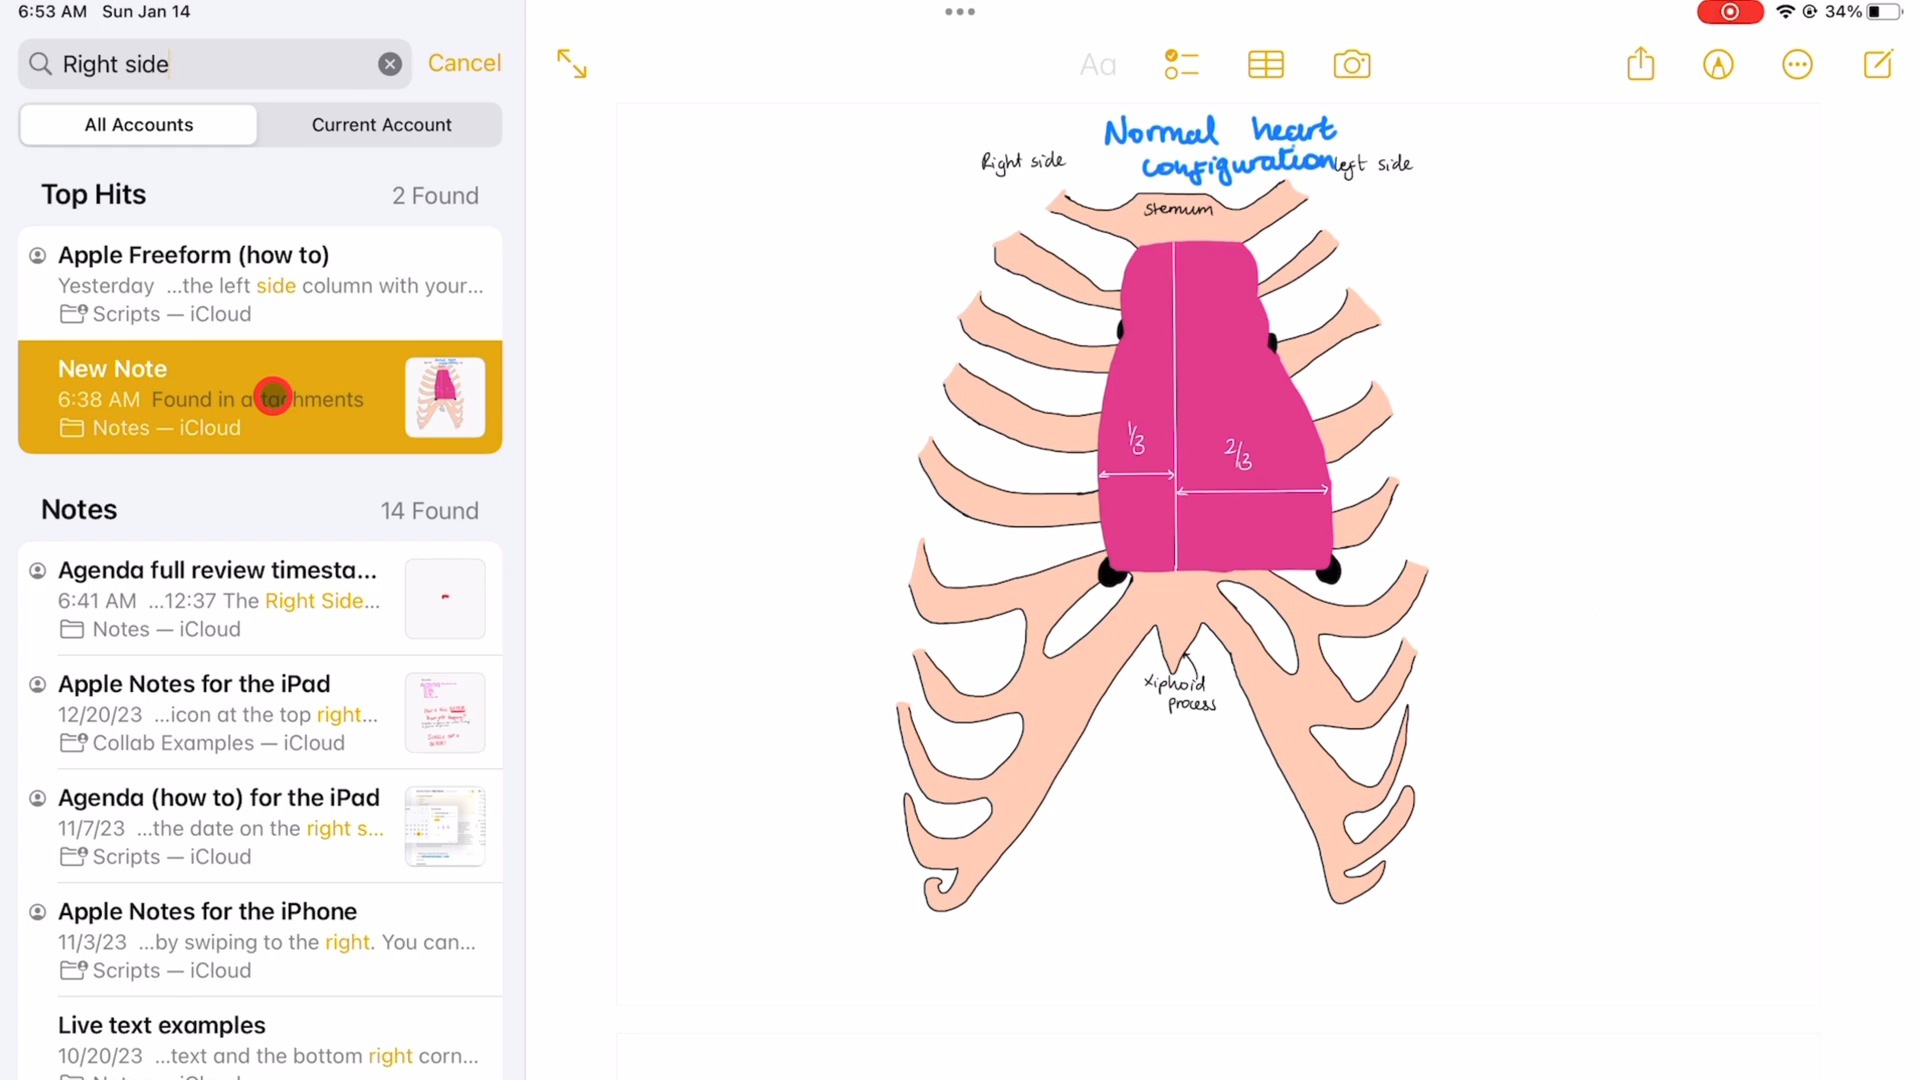 6:53 AM Sun Jan 14
34%
Right side
Cancel
Aa
All Accounts
Current Account
Top Hits
2 Found
Apple Freeform (how to)
Yesterday ...the left side column with your...
Scripts — iCloud
New Note
6:38 AM Found in attachments
Notes — iCloud
Notes
14 Found
Agenda full review timesta...
6:41 AM ...12:37 The Right Side...
Notes — iCloud
Apple Notes for the iPad
12/20/23 ...icon at the top right...
Collab Examples — iCloud
Agenda (how to) for the iPad
11/7/23 ...the date on the right s...
Scripts — iCloud
Apple Notes for the iPhone
11/3/23 ...by swiping to the right. You can...
Scripts — iCloud
Live text examples
10/20/23 ...text and the bottom right corn...
Normal heart
configuration
Right side
left side
Sternum
1/3
2/3
Xiphoid
process